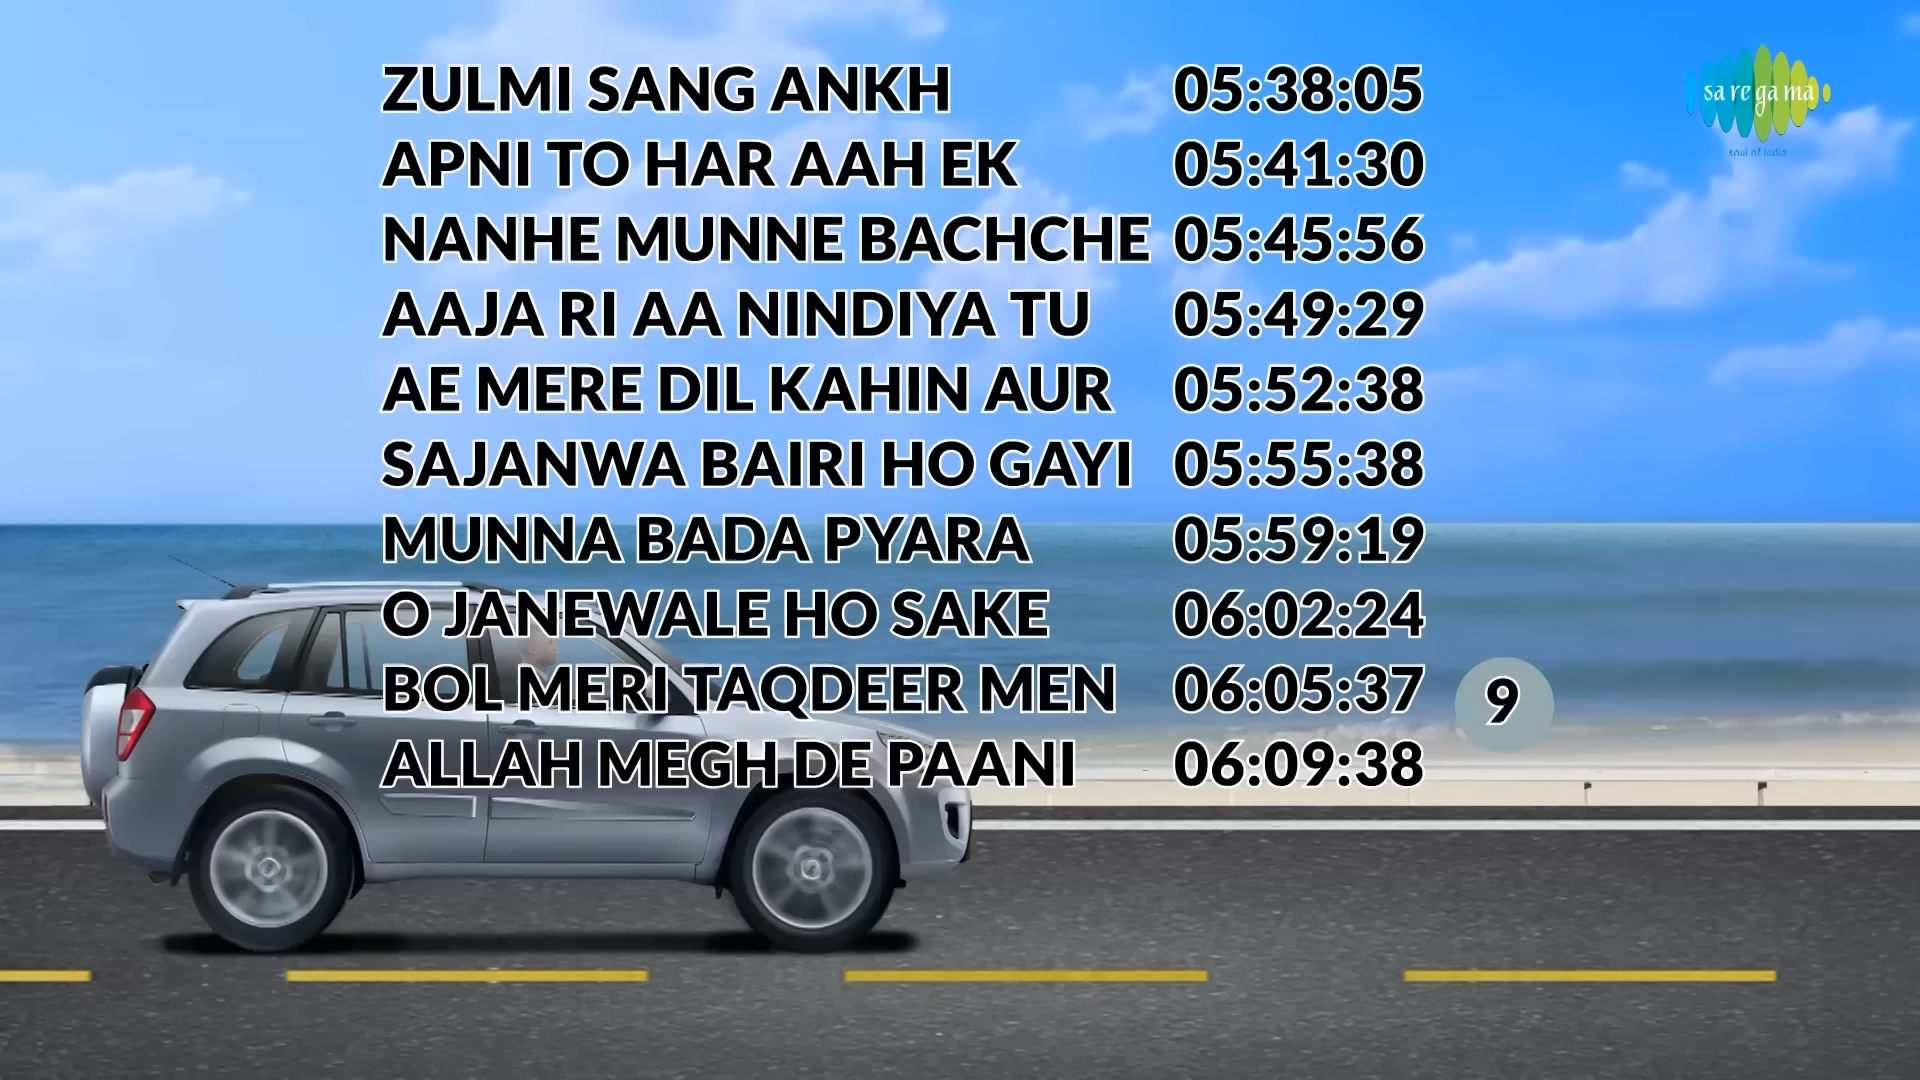 ZULMI SANG ANKH 05:38:05
APNI TO HAR AAH EK 05:41:30
NANHE MUNNE BACHCHE 05:45:56
AAJA RI AA NINDIYA TU 05:49:29
AE MERE DIL KAHIN AUR 05:52:38
SAJANWA BAIRI HO GAYI 05:55:38
MUNNA BADA PYARA 05:59:19
O JANEWALE HO SAKE 06:02:24
BOL MERI TAQDEER MEN 06:05:37
ALLAH MEGH DE PAANI 06:09:38
9
sa re ga ma
soul of india